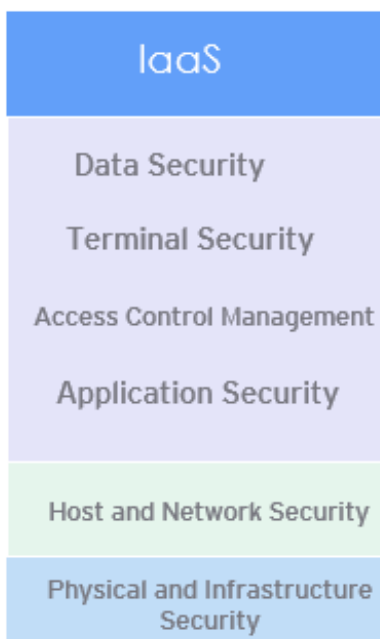 IaaS
Data Security
Terminal Security
Access Control Management
Application Security
Host and Network Security
Physical and Infrastructure
Security